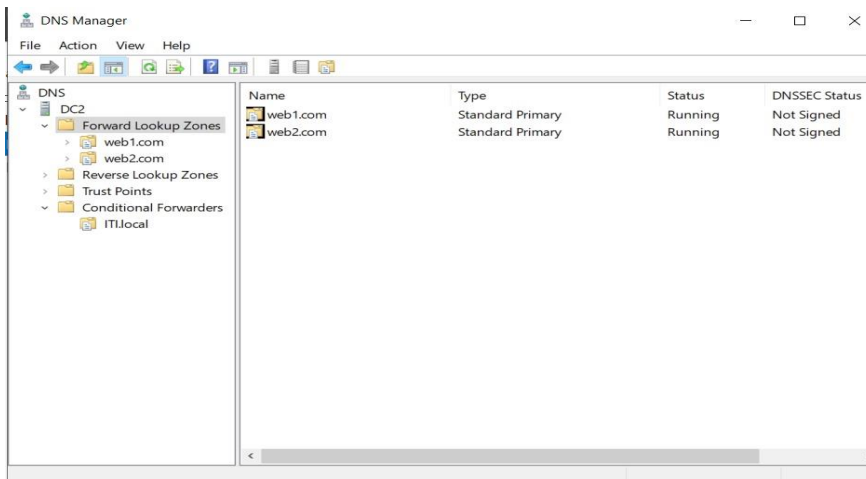 DNS Manager
File Action View Help
DNS
DC2
Forward Lookup Zones
web1.com
web2.com
Reverse Lookup Zones
Trust Points
Conditional Forwarders
ITI.local
Name Type Status DNSSEC Status
web1.com Standard Primary Running Not Signed
web2.com Standard Primary Running Not Signed